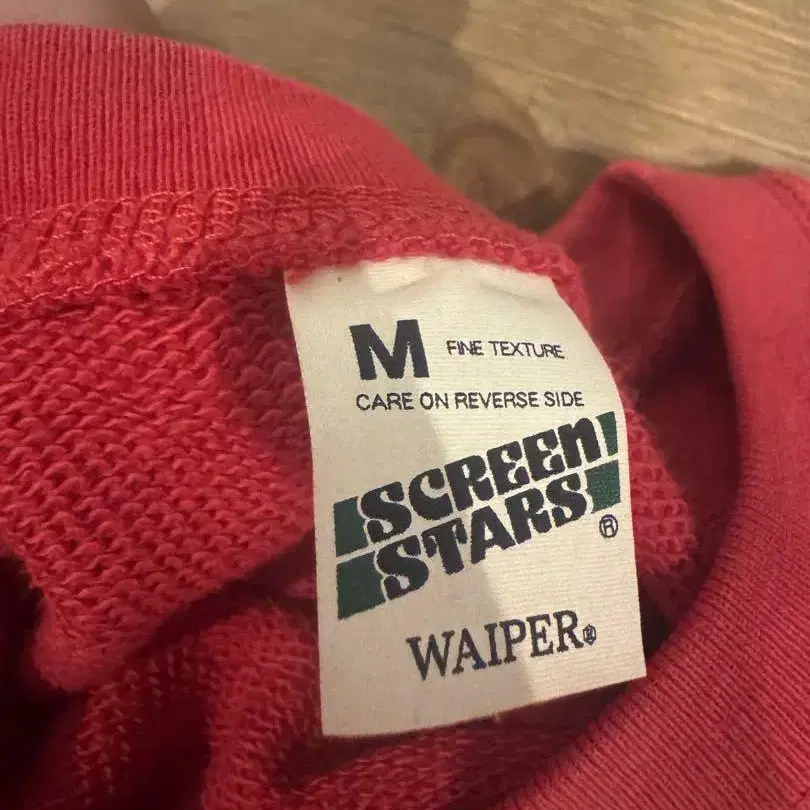 M FINE TEXTURE
CARE ON REVERSE SIDE
SCREEN
STARS®
WAIPER®